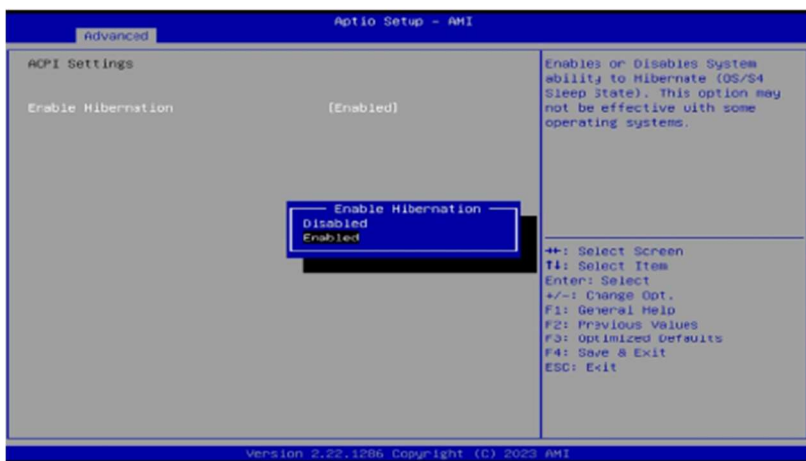 Aptio Setup - AMI
Advanced
ACPI Settings
Enable Hibernation [Enabled]
Enable Hibernation
Disabled
Enabled
Enables or Disables System
ability to Hibernate (OS/S4
Sleep State). This option may
not be effective with some
operating systems.
→←: Select Screen
↑↓: Select Item
Enter: Select
+/-: Change Opt.
F1: General Help
F2: Previous Values
F3: Optimized Defaults
F4: Save & Exit
ESC: Exit
Version 2.22.1286 Copyright (C) 2023 AMI